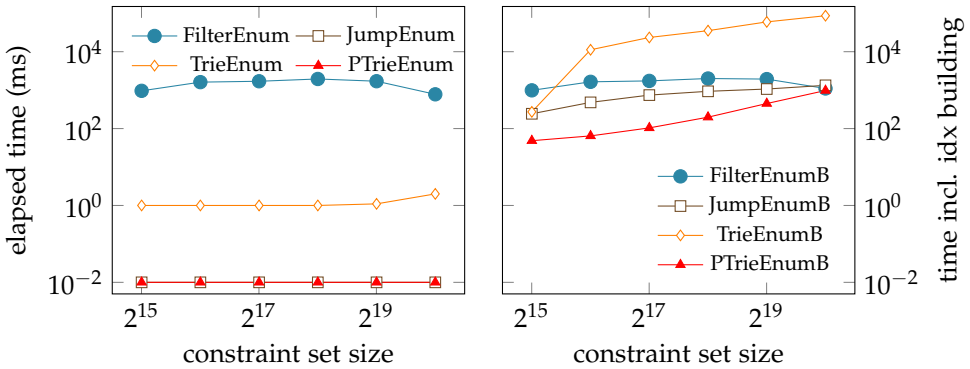 FilterEnum JumpEnum
TrieEnum PTrieEnum
elapsed time (ms)
10^4
10^2
10^0
10^−2
2^15 2^17 2^19
constraint set size
FilterEnumB
JumpEnumB
TrieEnumB
PTrieEnumB
2^15 2^17 2^19
constraint set size
10^4
10^2
10^0
10^−2
time incl. idx building